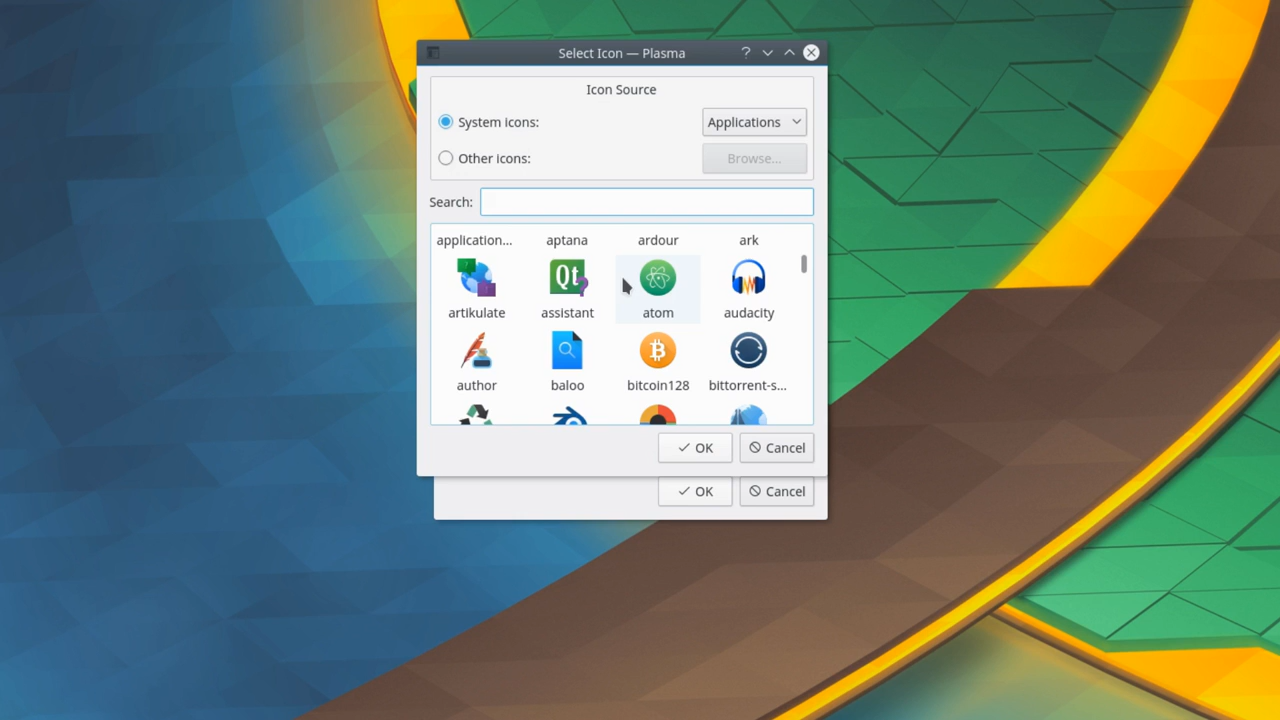 Select Icon — Plasma
Icon Source
System icons:
Applications
Other icons:
Browse...
Search:
application... aptana ardour ark
Qt
artikulate assistant atom audacity
author baloo bitcoin128 bittorrent-s...
OK Cancel
OK Cancel